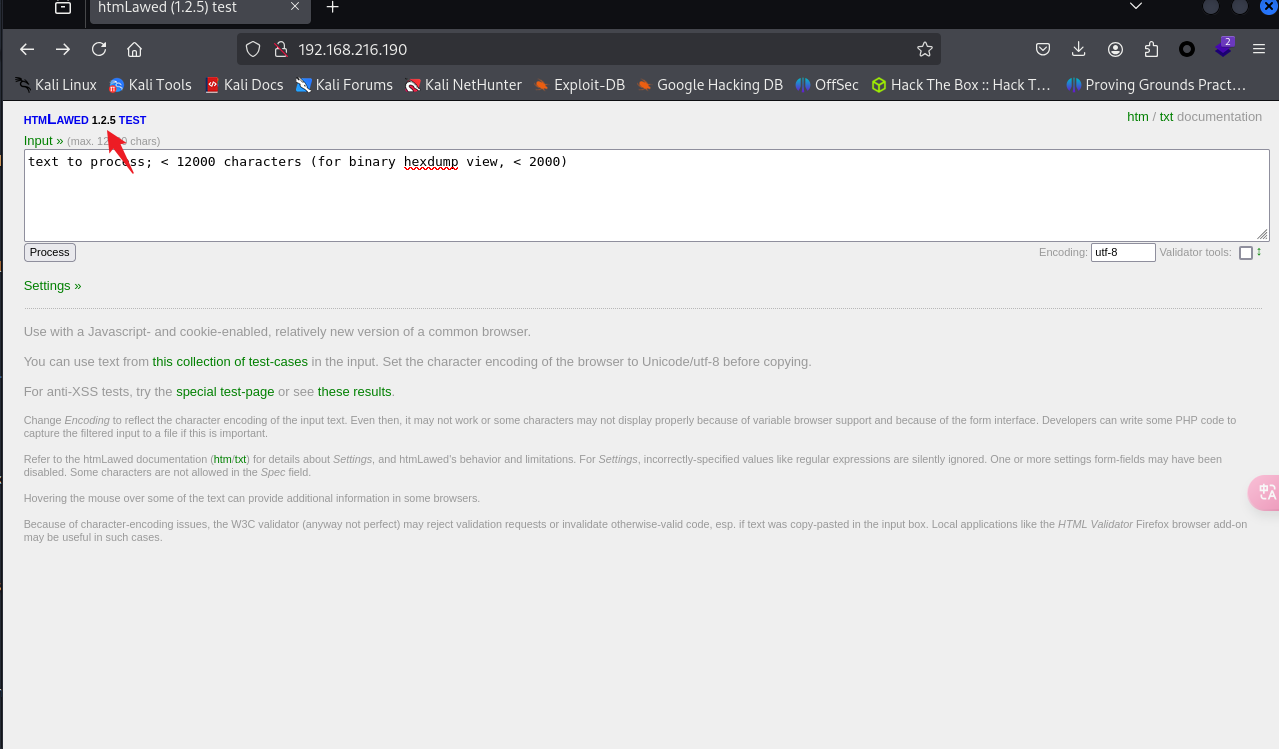 htmLawed (1.2.5) test
192.168.216.190
2
Kali Linux Kali Tools Kali Docs Kali Forums Kali NetHunter Exploit-DB Google Hacking DB OffSec Hack The Box :: Hack T… Proving Grounds Pract…
HTMLAWED 1.2.5 TEST
htm / txt documentation
Input » (max. chars)
text to process; < 12000 characters (for binary hexdump view, < 2000)
Process
Encoding: utf-8 Validator tools: ↕
Settings »
Use with a Javascript- and cookie-enabled, relatively new version of a common browser.
You can use text from this collection of test-cases in the input. Set the character encoding of the browser to Unicode/utf-8 before copying.
For anti-XSS tests, try the special test-page or see these results.
Change Encoding to reflect the character encoding of the input text. Even then, it may not work or some characters may not display properly because of variable browser support and because of the form interface. Developers can write some PHP code to
capture the filtered input to a file if this is important.
Refer to the htmLawed documentation (htm/txt) for details about Settings, and htmLawed's behavior and limitations. For Settings, incorrectly-specified values like regular expressions are silently ignored. One or more settings form-fields may have been
disabled. Some characters are not allowed in the Spec field.
Hovering the mouse over some of the text can provide additional information in some browsers.
Because of character-encoding issues, the W3C validator (anyway not perfect) may reject validation requests or invalidate otherwise-valid code, esp. if text was copy-pasted in the input box. Local applications like the HTML Validator Firefox browser add-on
may be useful in such cases.
中A